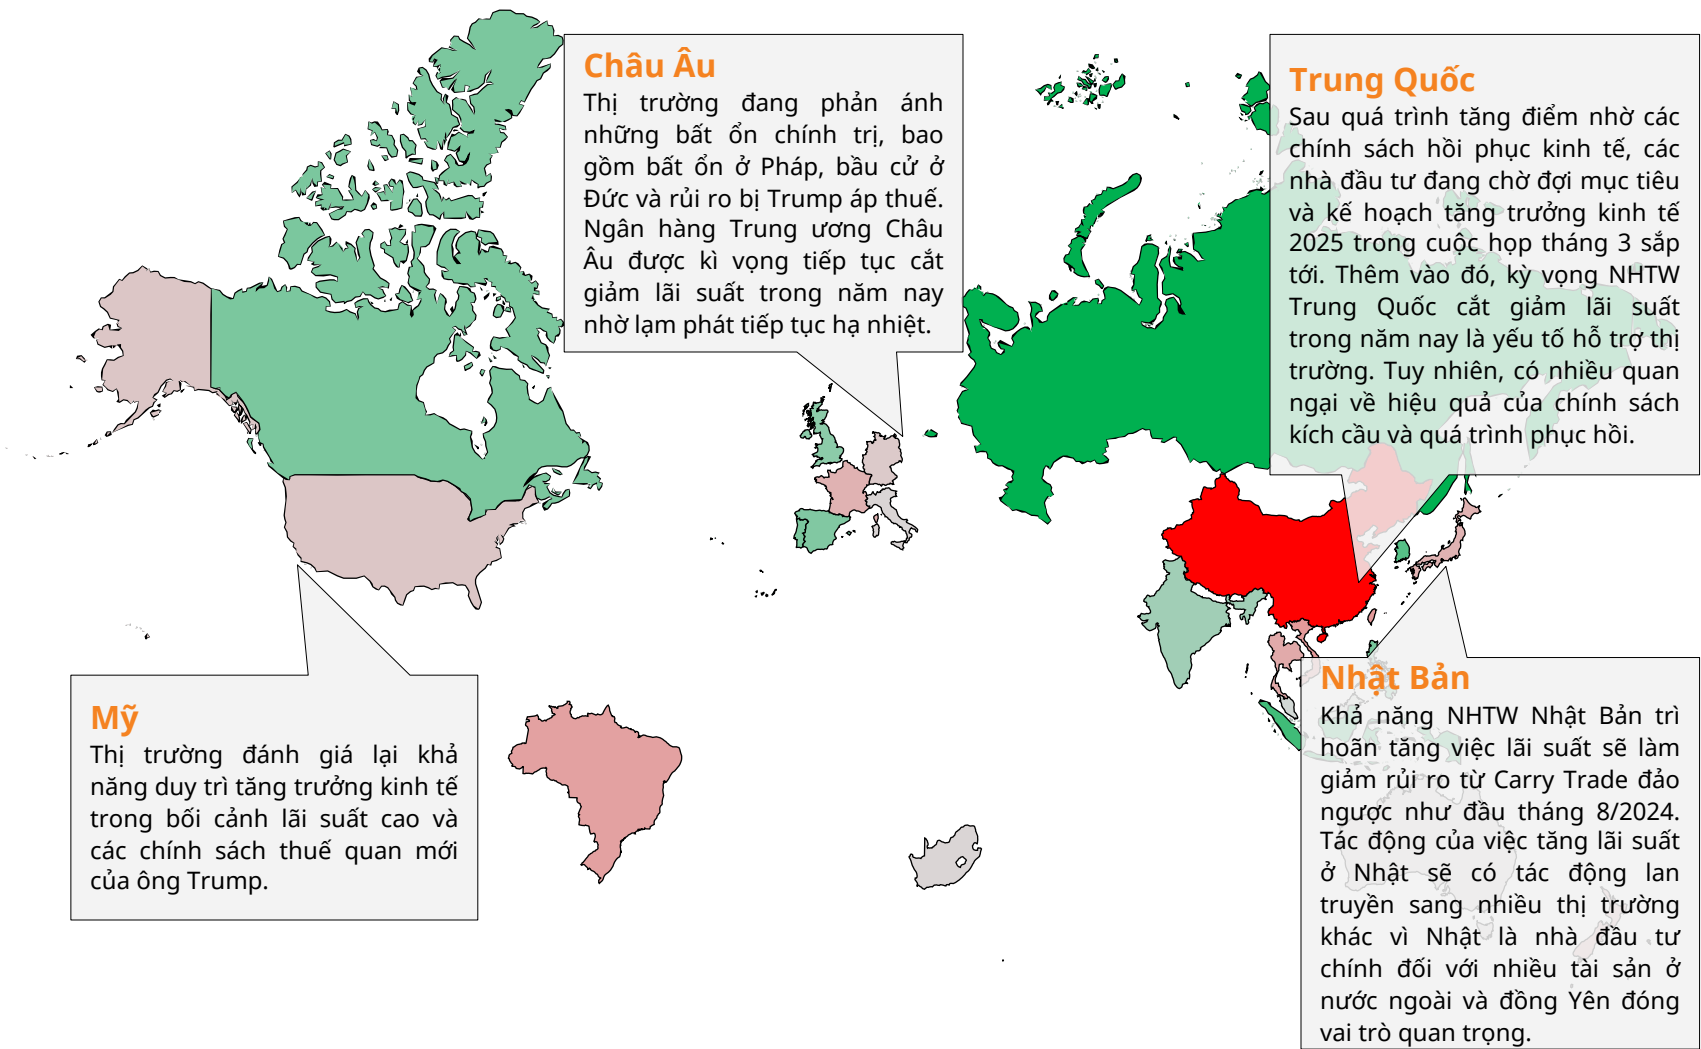 Châu Âu
Thị trường đang phản ánh
những bất ổn chính trị, bao
gồm bất ổn ở Pháp, bầu cử ở
Đức và rủi ro bị Trump áp thuế.
Ngân hàng Trung ương Châu
Âu được kì vọng tiếp tục cắt
giảm lãi suất trong năm nay
nhờ lạm phát tiếp tục hạ nhiệt.
Trung Quốc
Sau quá trình tăng điểm nhờ các
chính sách hồi phục kinh tế, các
nhà đầu tư đang chờ đợi mục tiêu
và kế hoạch tăng trưởng kinh tế
2025 trong cuộc họp tháng 3 sắp
tới. Thêm vào đó, kỳ vọng NHTW
Trung Quốc cắt giảm lãi suất
trong năm nay là yếu tố hỗ trợ thị
trường. Tuy nhiên, có nhiều quan
ngại về hiệu quả của chính sách
kích cầu và quá trình phục hồi.
Mỹ
Thị trường đánh giá lại khả
năng duy trì tăng trưởng kinh tế
trong bối cảnh lãi suất cao và
các chính sách thuế quan mới
của ông Trump.
Nhật Bản
Khả năng NHTW Nhật Bản trì
hoãn tăng việc lãi suất sẽ làm
giảm rủi ro từ Carry Trade đảo
ngược như đầu tháng 8/2024.
Tác động của việc tăng lãi suất
ở Nhật sẽ có tác động lan
truyền sang nhiều thị trường
khác vì Nhật là nhà đầu tư
chính đối với nhiều tài sản ở
nước ngoài và đồng Yên đóng
vai trò quan trọng.